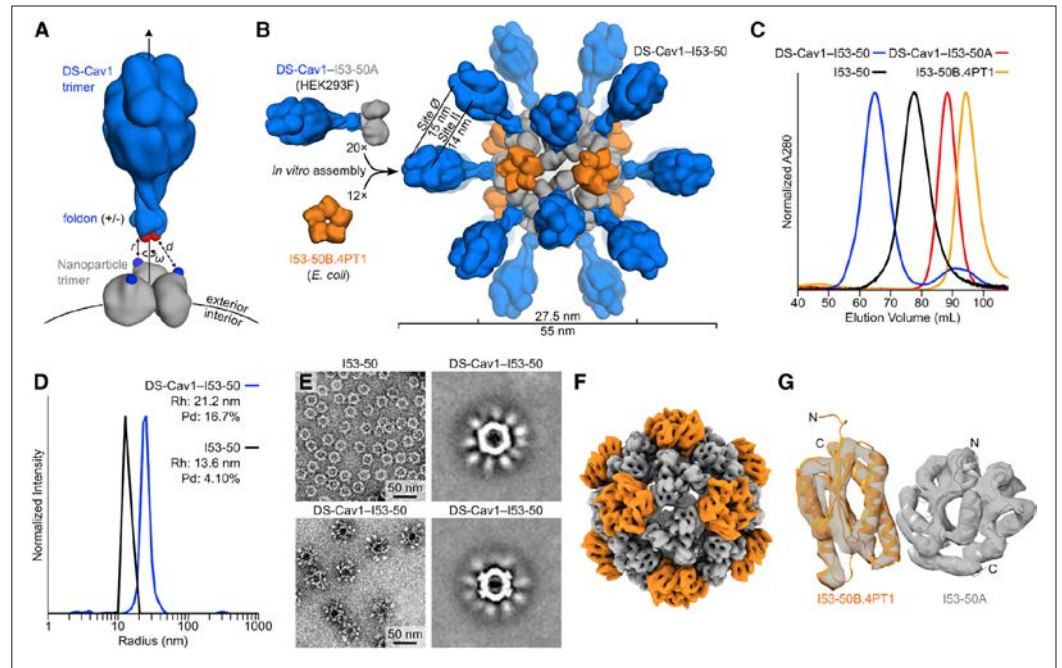 A
DS-Cav1
trimer
foldon (+/-)
r
ω
d
Nanoparticle
trimer
exterior
interior
B
DS-Cav1–I53-50A
(HEK293F)
20×
In vitro assembly
12×
I53-50B.4PT1
(E. coli)
Site Ø
15 nm
Site II
14 nm
DS-Cav1–I53-50
27.5 nm
55 nm
C
DS-Cav1–I53-50
DS-Cav1–I53-50A
I53-50
I53-50B.4PT1
Normalized A280
40 50 60 70 80 90 100
Elution Volume (mL)
D
DS-Cav1–I53-50
Rh: 21.2 nm
Pd: 16.7%
I53-50
Rh: 13.6 nm
Pd: 4.10%
Normalized Intensity
1 10 100 1000
Radius (nm)
E
I53-50
DS-Cav1–I53-50
50 nm
DS-Cav1–I53-50
DS-Cav1–I53-50
50 nm
F
G
N
C
I53-50B.4PT1
N
C
I53-50A